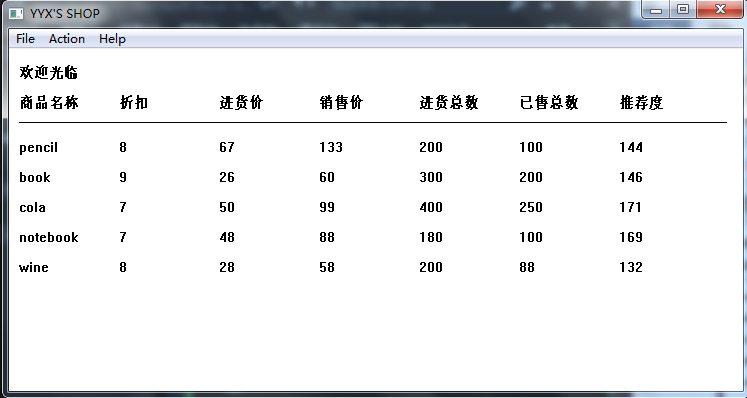 YYX'S SHOP
File Action Help
欢迎光临
商品名称 折扣 进货价 销售价 进货总数 已售总数 推荐度
pencil 8 67 133 200 100 144
book 9 26 60 300 200 146
cola 7 50 99 400 250 171
notebook 7 48 88 180 100 169
wine 8 28 58 200 88 132